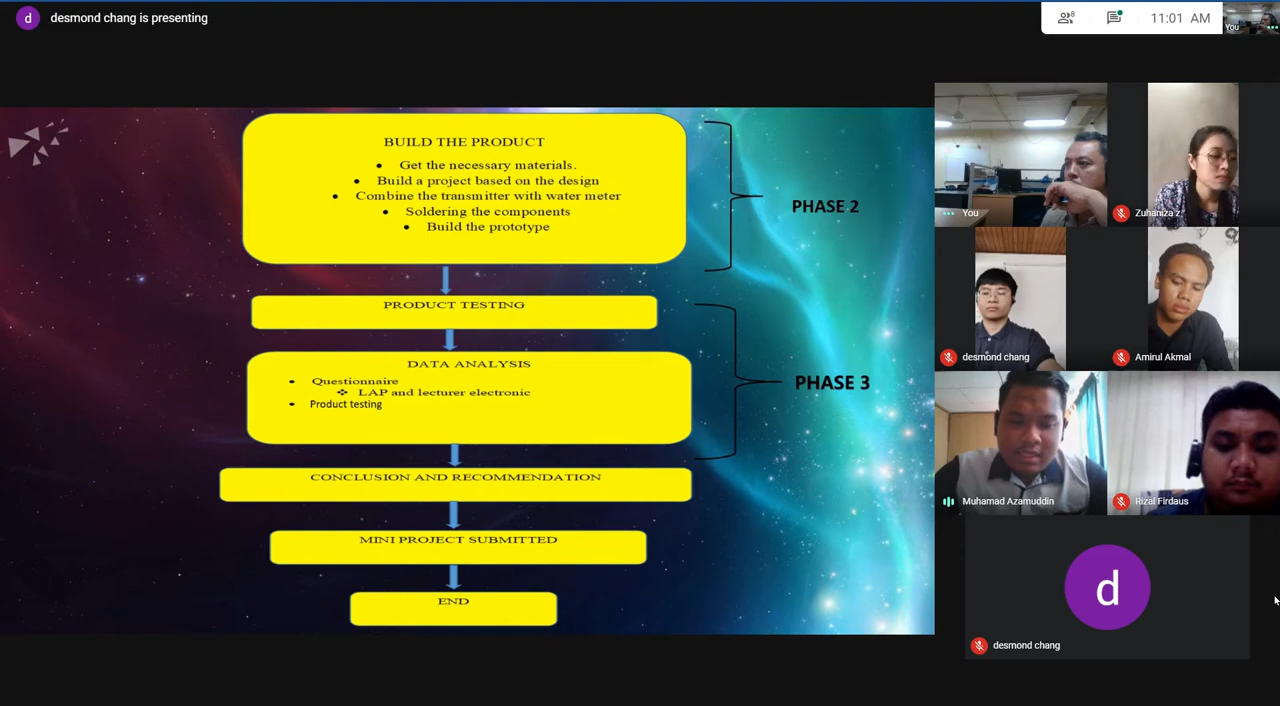 d desmond chang is presenting
8
11:01 AM
You
BUILD THE PRODUCT
• Get the necessary materials.
• Build a project based on the design
• Combine the transmitter with water meter
• Soldering the components
• Build the prototype
PHASE 2
PRODUCT TESTING
DATA ANALYSIS
• Questionnaire
❖ LAP and lecturer electronic
• Product testing
PHASE 3
CONCLUSION AND RECOMMENDATION
MINI PROJECT SUBMITTED
END
You
Zuhaniza z
desmond chang
Amirul Akmal
Muhamad Azamuddin
Rizal Firdaus
d
desmond chang